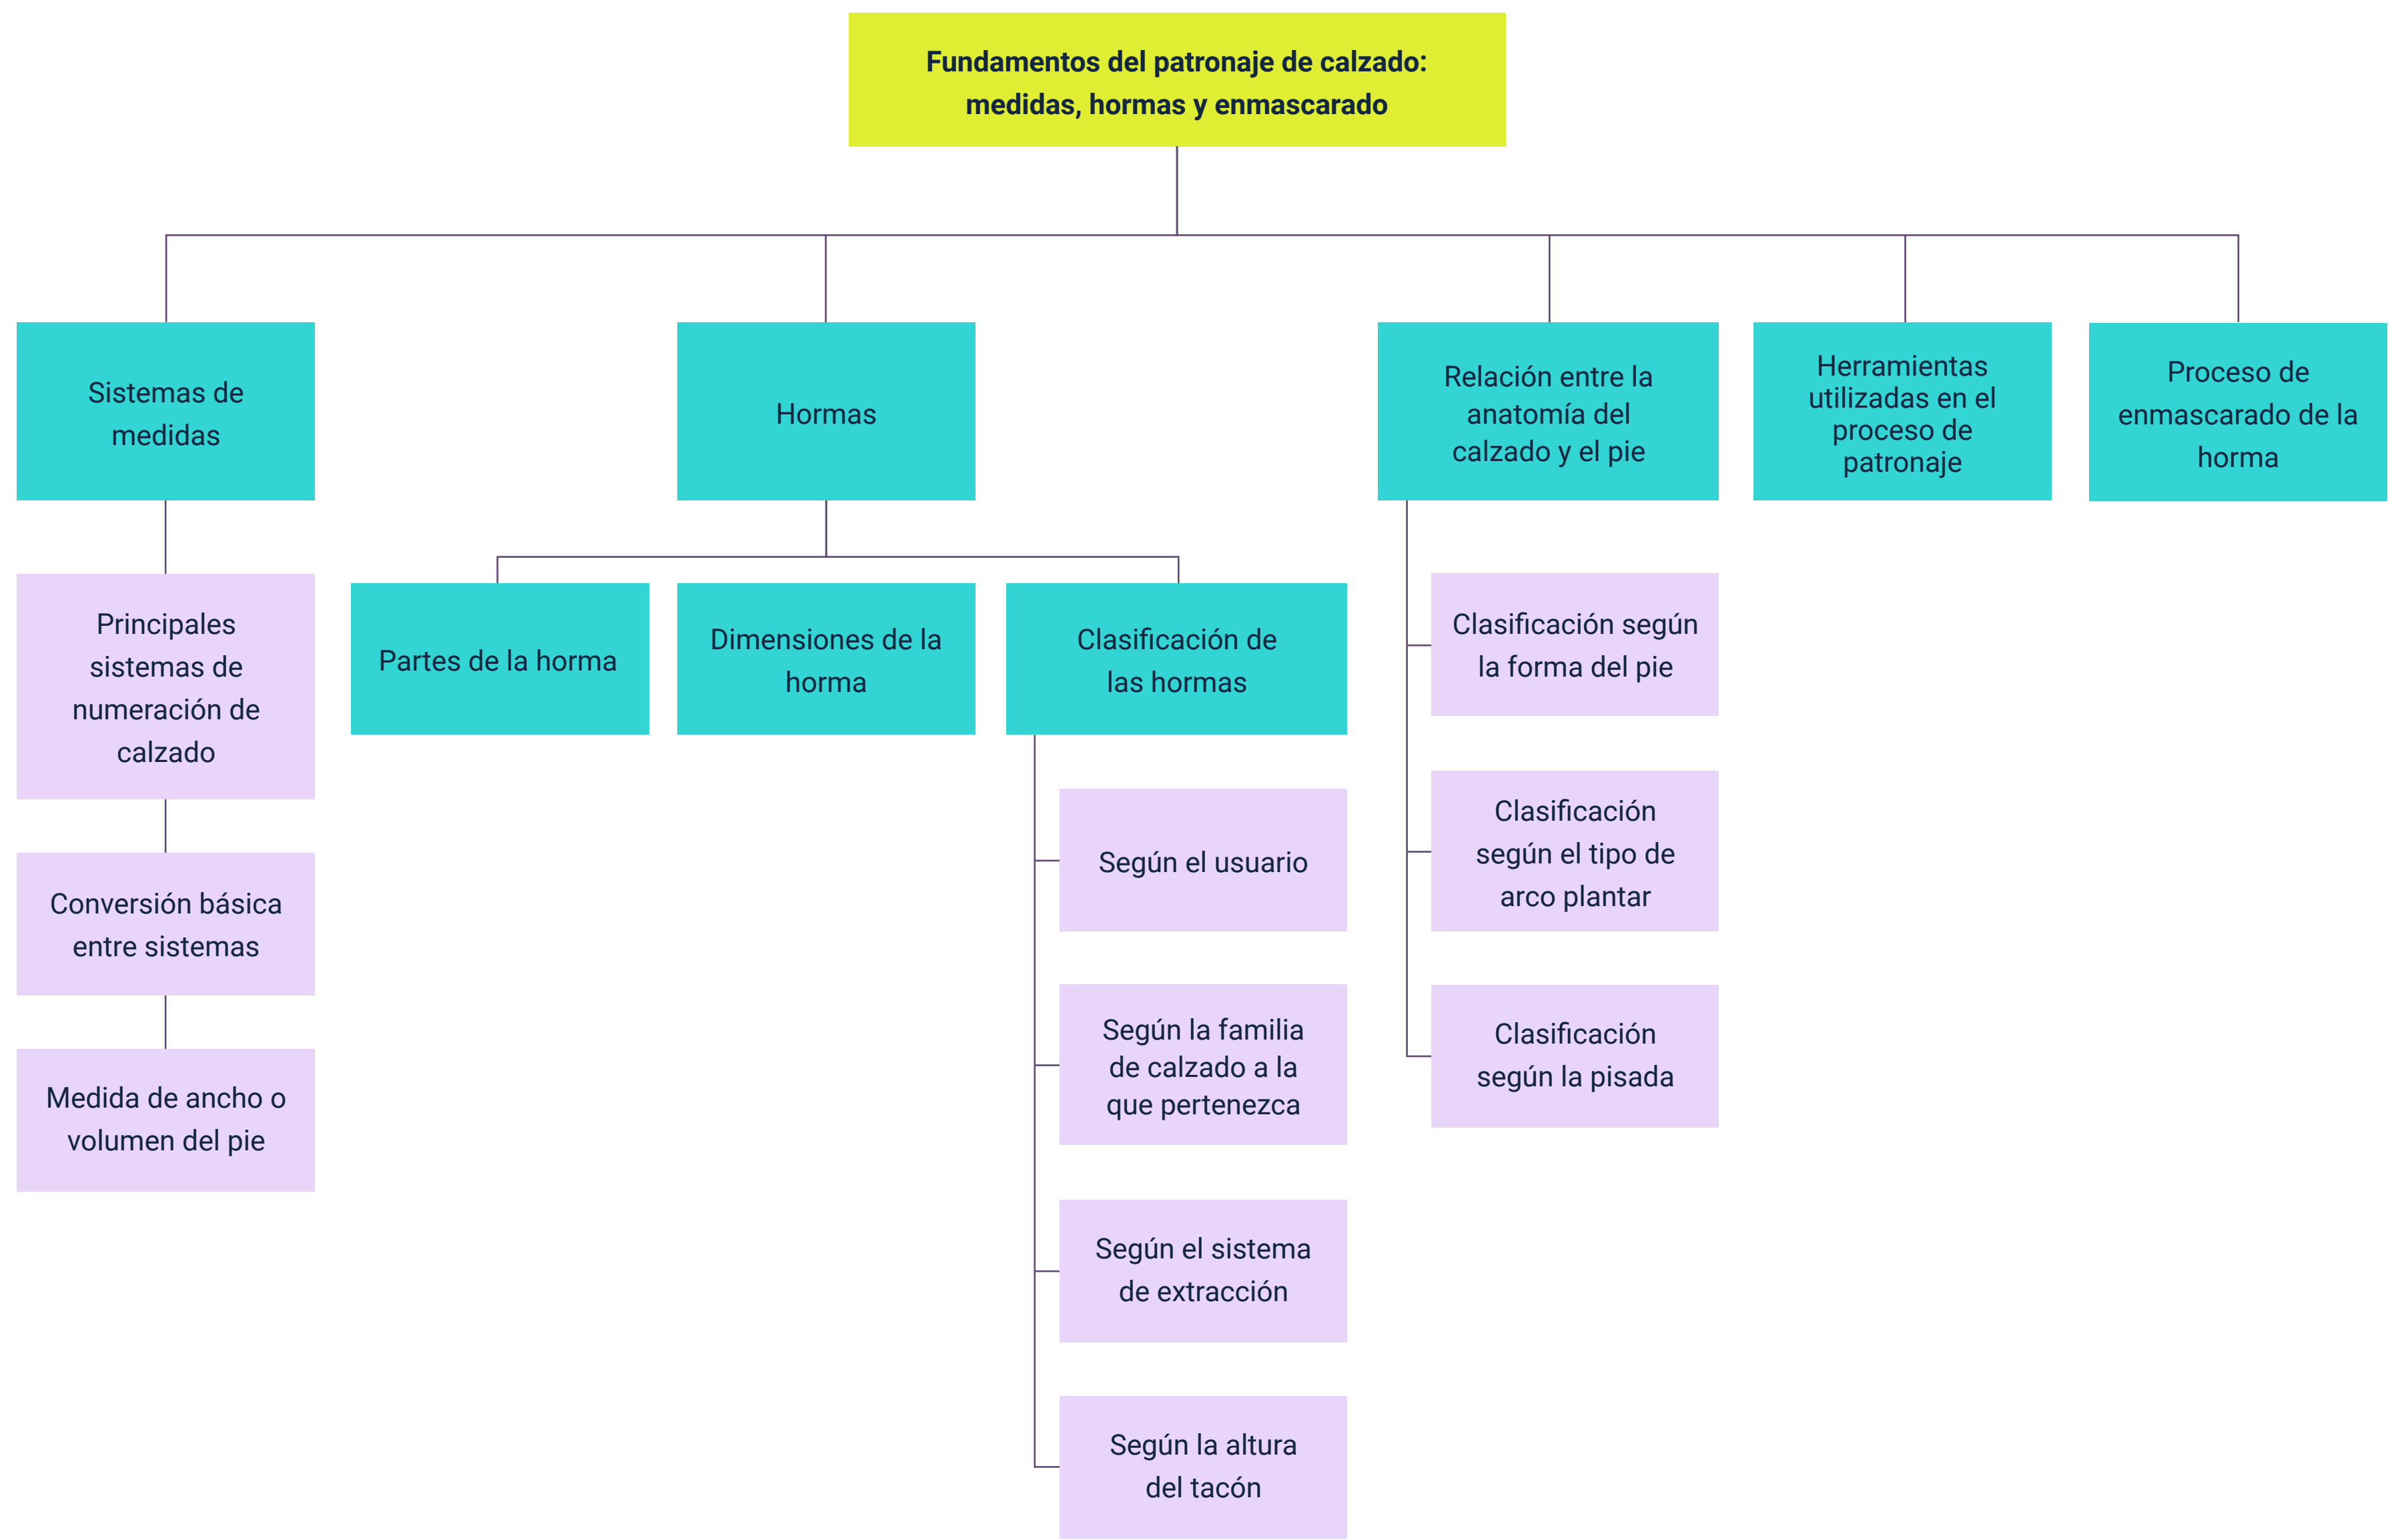 Fundamentos del patronaje de calzado:
medidas, hormas y enmascarado
Sistemas de
medidas
Hormas
Relación entre la
anatomía del
calzado y el pie
Herramientas
utilizadas en el
proceso de
patronaje
Proceso de
enmascarado de la
horma
Principales
sistemas de
numeración de
calzado
Conversión básica
entre sistemas
Medida de ancho o
volumen del pie
Partes de la horma
Dimensiones de la
horma
Clasificación de
las hormas
Según el usuario
Según la familia
de calzado a la
que pertenezca
Según el sistema
de extracción
Según la altura
del tacón
Clasificación según
la forma del pie
Clasificación
según el tipo de
arco plantar
Clasificación
según la pisada